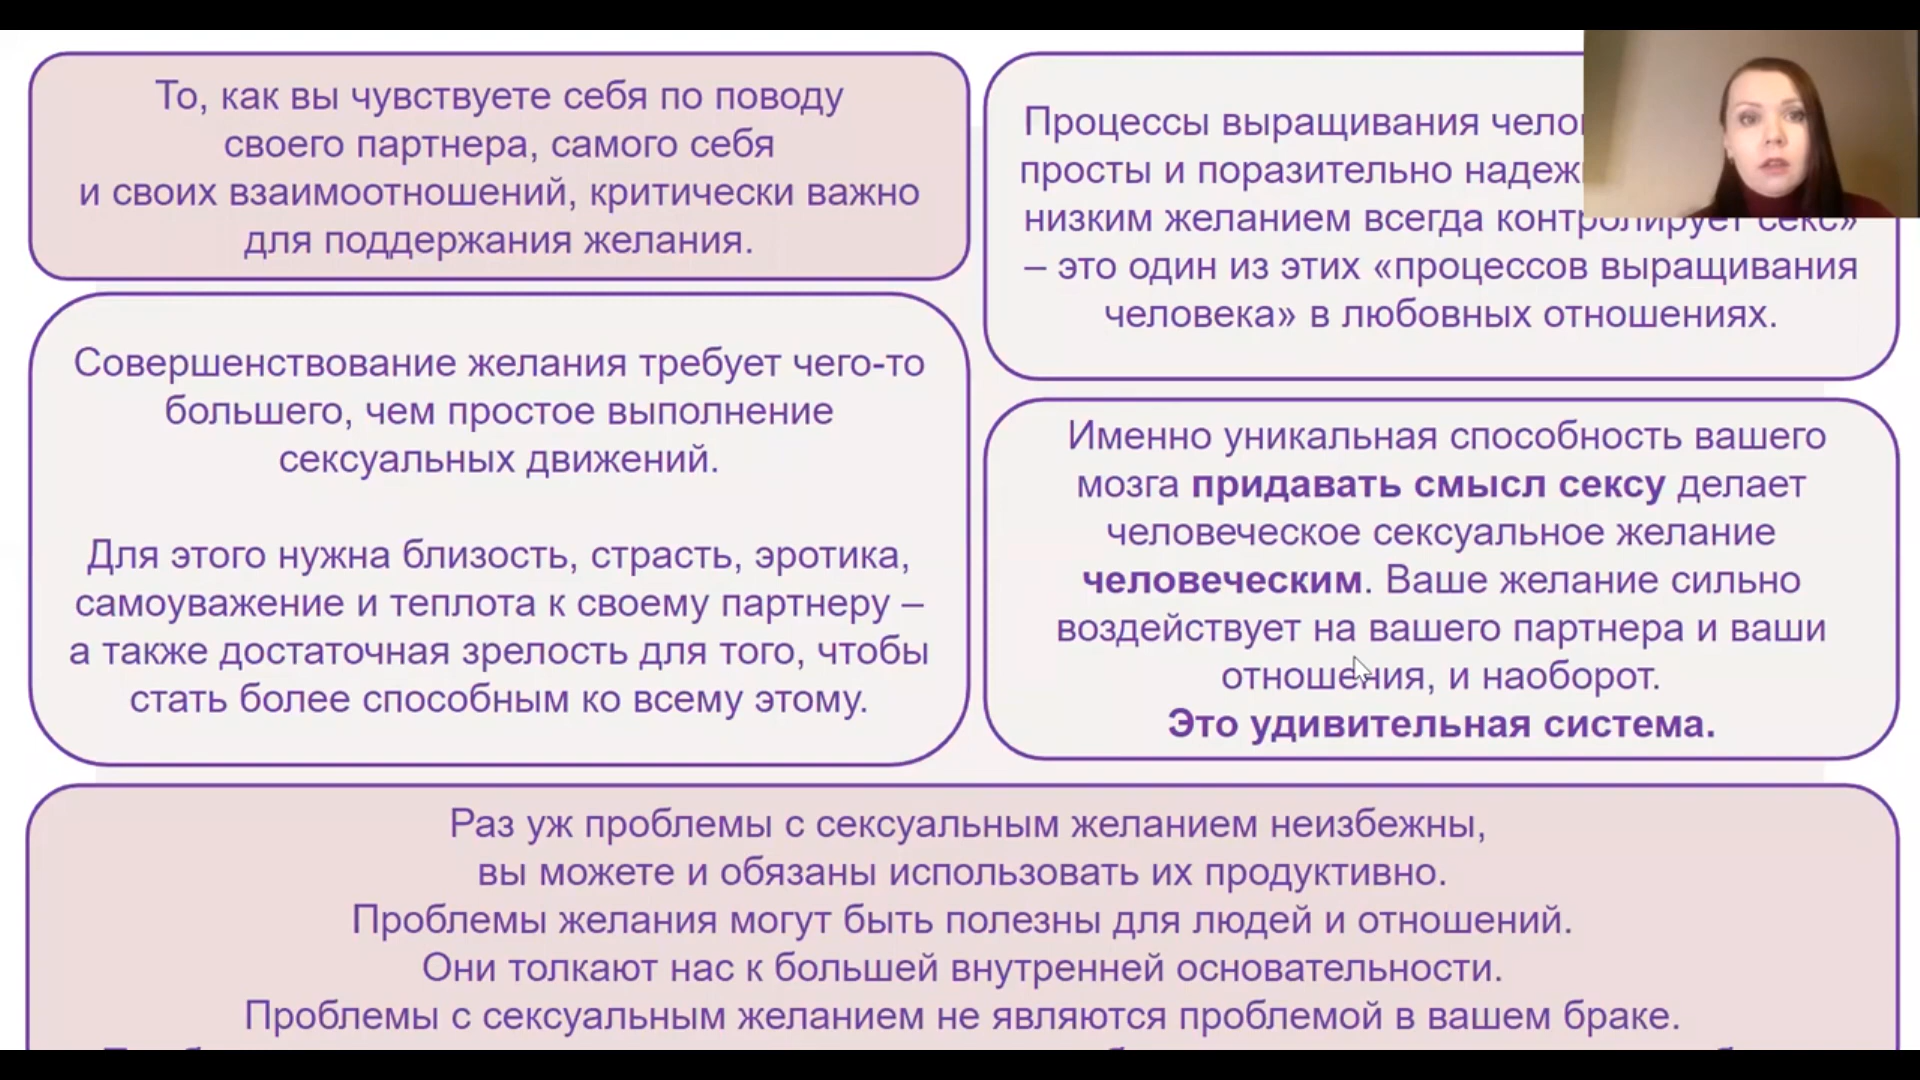 То, как вы чувствуете себя по поводу
своего партнера, самого себя
и своих взаимоотношений, критически важно
для поддержания желания.
Совершенствование желания требует чего-то
большего, чем простое выполнение
сексуальных движений.
Для этого нужна близость, страсть, эротика,
самоуважение и теплота к своему партнеру –
а также достаточная зрелость для того, чтобы
стать более способным ко всему этому.
Процессы выращивания
просты и поразительно
низким желанием всегда контролирует секс»
– это один из этих «процессов выращивания
человека» в любовных отношениях.
Именно уникальная способность вашего
мозга придавать смысл сексу делает
человеческое сексуальное желание
человеческим. Ваше желание сильно
воздействует на вашего партнера и ваши
отношения, и наоборот.
Это удивительная система.
Раз уж проблемы с сексуальным желанием неизбежны,
вы можете и обязаны использовать их продуктивно.
Проблемы желания могут быть полезны для людей и отношений.
Они толкают нас к большей внутренней основательности.
Проблемы с сексуальным желанием не являются проблемой в вашем браке.